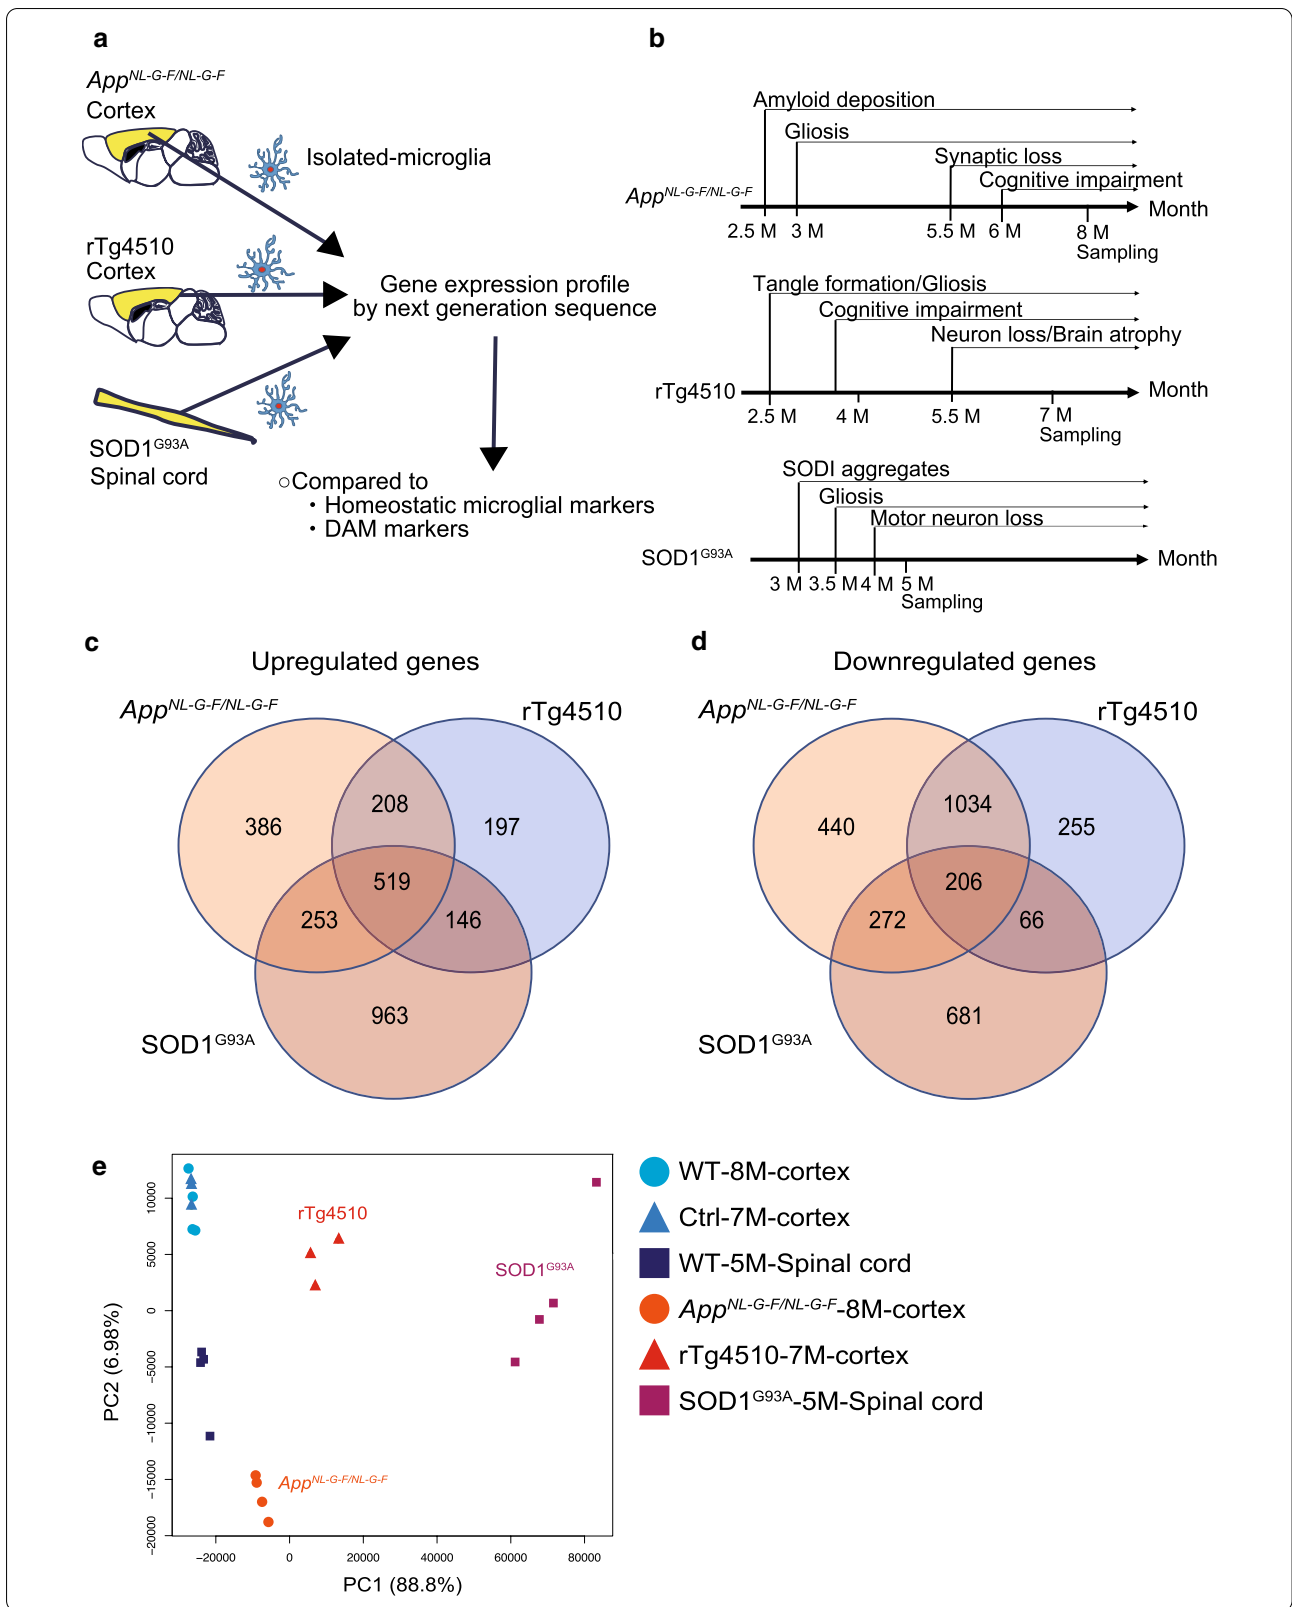 a
App^NL-G-F/NL-G-F
Cortex
Isolated-microglia
rTg4510
Cortex
Gene expression profile
by next generation sequence
SOD1^G93A
Spinal cord
○Compared to
・Homeostatic microglial markers
・DAM markers
b
Amyloid deposition
Gliosis
Synaptic loss
Cognitive impairment
App^NL-G-F/NL-G-F
Month
2.5 M 3 M 5.5 M 6 M 8 M
Sampling
Tangle formation/Gliosis
Cognitive impairment
Neuron loss/Brain atrophy
rTg4510
Month
2.5 M 4 M 5.5 M 7 M
Sampling
SODI aggregates
Gliosis
Motor neuron loss
SOD1^G93A
Month
3 M 3.5 M 4 M 5 M
Sampling
c
Upregulated genes
App^NL-G-F/NL-G-F
rTg4510
208
386
197
519
253
146
963
SOD1^G93A
d
Downregulated genes
App^NL-G-F/NL-G-F
rTg4510
1034
440
255
206
272
66
681
SOD1^G93A
e
PC2 (6.98%)
10000
5000
0
−5000
−10000
−15000
−20000
rTg4510
SOD1^G93A
App^NL-G-F/NL-G-F
−20000 0 20000 40000 60000 80000
PC1 (88.8%)
WT-8M-cortex
Ctrl-7M-cortex
WT-5M-Spinal cord
App^NL-G-F/NL-G-F-8M-cortex
rTg4510-7M-cortex
SOD1^G93A-5M-Spinal cord